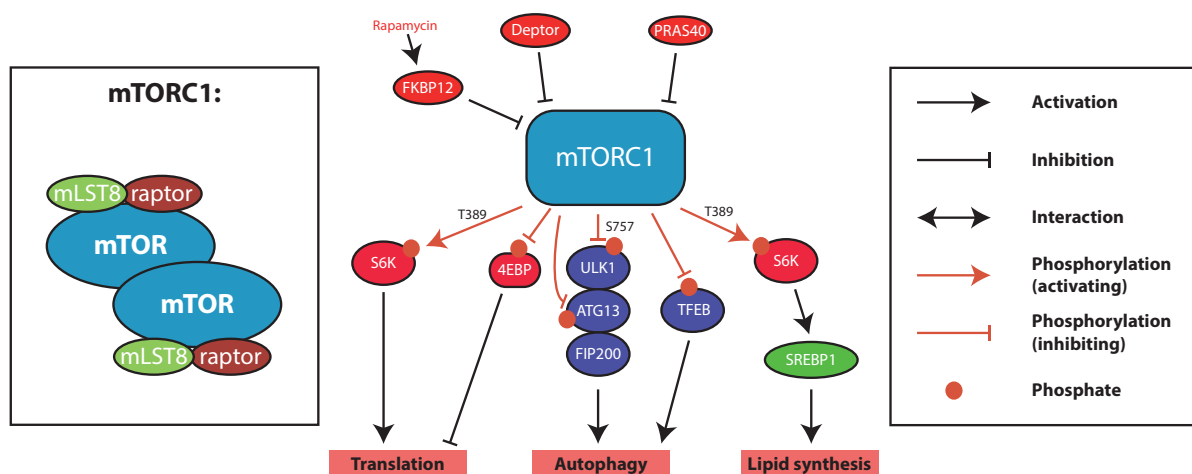 mTORC1:
mLST8
raptor
mTOR
mTOR
mLST8
raptor
Rapamycin
FKBP12
Deptor
PRAS40
mTORC1
T389
S757
T389
S6K
4EBP
ULK1
ATG13
FIP200
TFEB
S6K
SREBP1
Translation
Autophagy
Lipid synthesis
Activation
Inhibition
Interaction
Phosphorylation
(activating)
Phosphorylation
(inhibiting)
Phosphate